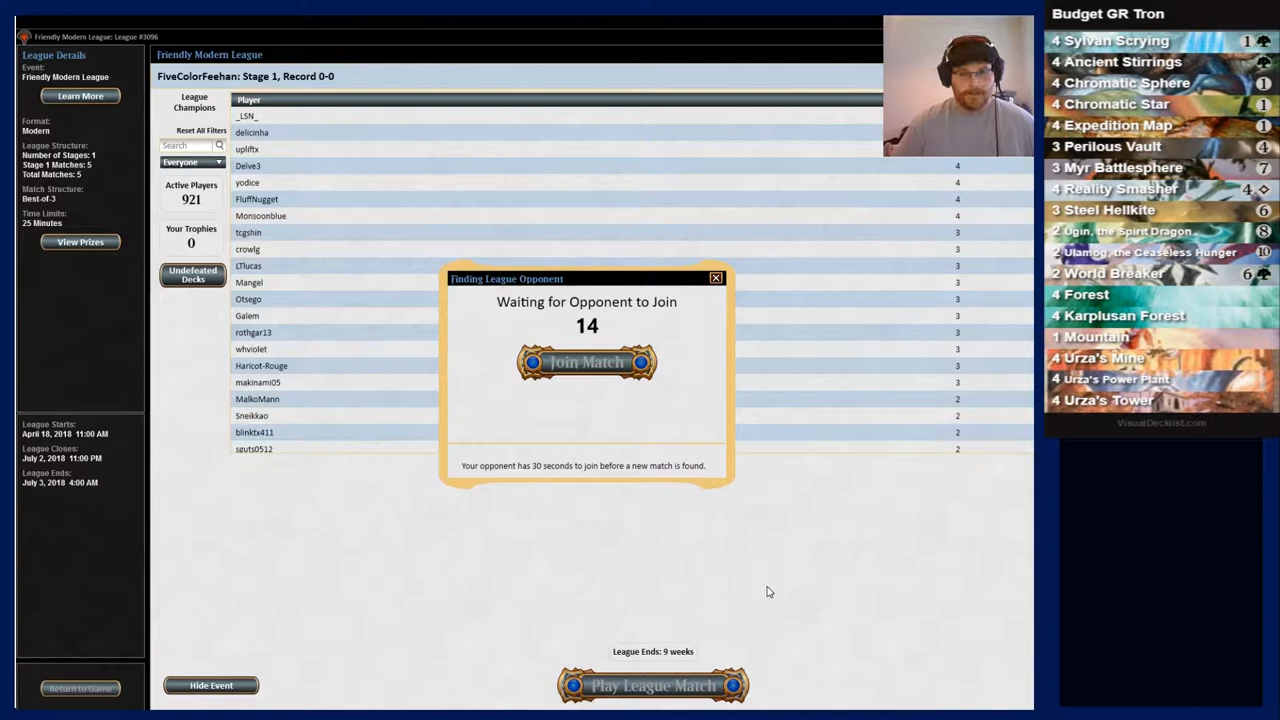 Friendly Modern League: League #3096
League Details
Event:
Friendly Modern League
Learn More
Format:
Modern
League Structure:
Number of Stages: 1
Stage 1 Matches: 5
Total Matches: 5
Match Structure:
Best-of-3
Time Limits:
25 Minutes
View Prizes
League Starts:
April 18, 2018 11:00 AM
League Closes:
July 2, 2018 11:00 PM
League Ends:
July 3, 2018 4:00 AM
Return to Game
Friendly Modern League
FiveColorFeehan: Stage 1, Record 0-0
League
Champions
Reset All Filters
Search
Everyone
Active Players
921
Your Trophies
0
Undefeated
Decks
Player
_LSN_
delicinha
upliftx
Delve3 4
yodice 4
FluffNugget 4
Monsoonblue 4
tcgshin 3
crowlg 3
LTlucas 3
Mangel 3
Otsego 3
Galem 3
rothgar13 3
whviolet 3
Haricot-Rouge 3
makinami05 3
MalkoMann 2
Sneikkao 2
blinktx411 2
sguts0512 2
Finding League Opponent
Waiting for Opponent to Join
14
Join Match
Your opponent has 30 seconds to join before a new match is found.
League Ends: 9 weeks
Hide Event
Play League Match
Budget GR Tron
4 Sylvan Scrying 1
4 Ancient Stirrings
4 Chromatic Sphere 1
4 Chromatic Star 1
4 Expedition Map 1
3 Perilous Vault 4
3 Myr Battlesphere 7
4 Reality Smasher 4
3 Steel Hellkite 6
2 Ugin, the Spirit Dragon 8
2 Ulamog, the Ceaseless Hunger 10
2 World Breaker 6
4 Forest
4 Karplusan Forest
1 Mountain
4 Urza's Mine
4 Urza's Power Plant
4 Urza's Tower
VisualDecklist.com